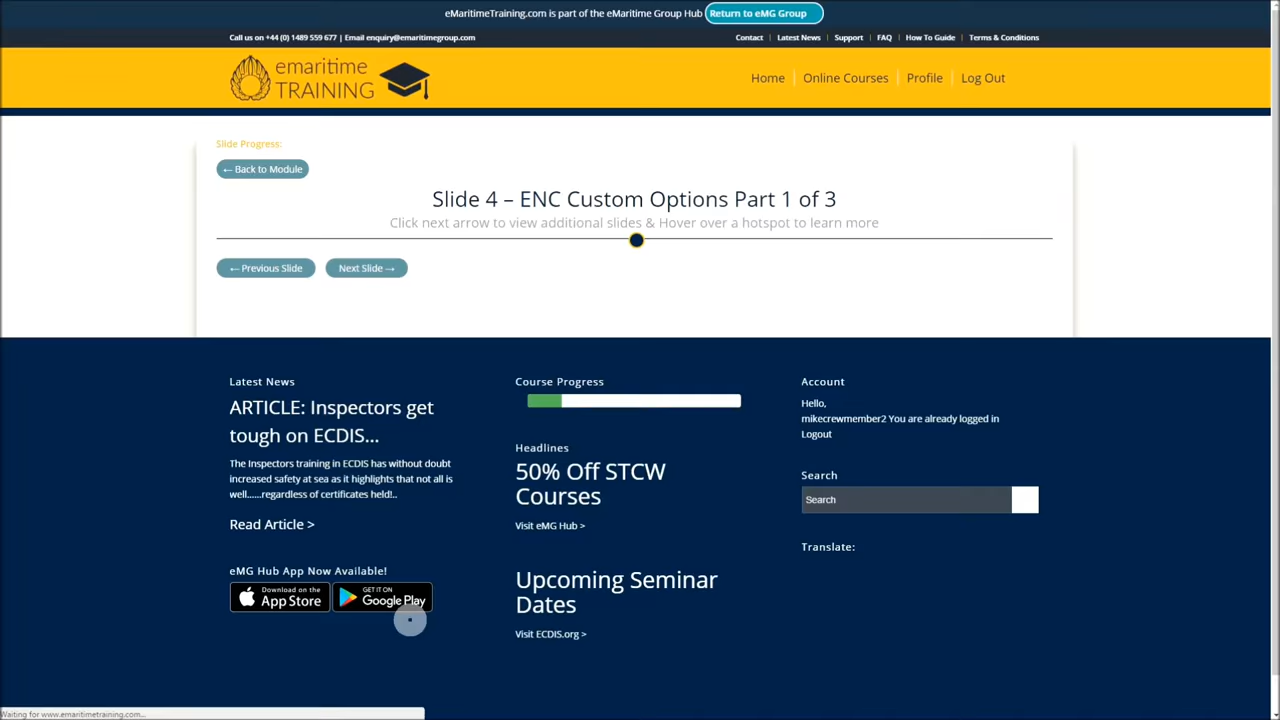 eMaritimeTraining.com is part of the eMaritime Group Hub Return to eMG Group
Call us on +44 (0) 1489 559 677 | Email enquiry@emaritimegroup.com
Contact | Latest News | Support | FAQ | How To Guide | Terms & Conditions
emaritime
TRAINING
Home Online Courses Profile Log Out
Slide Progress:
← Back to Module
Slide 4 – ENC Custom Options Part 1 of 3
Click next arrow to view additional slides & Hover over a hotspot to learn more
← Previous Slide Next Slide →
Latest News
ARTICLE: Inspectors get
tough on ECDIS...
The Inspectors training in ECDIS has without doubt
increased safety at sea as it highlights that not all is
well......regardless of certificates held!..
Read Article >
eMG Hub App Now Available!
Download on the
App Store
GET IT ON
Google Play
Course Progress
Headlines
50% Off STCW
Courses
Visit eMG Hub >
Upcoming Seminar
Dates
Visit ECDIS.org >
Account
Hello,
mikecrewmember2 You are already logged in
Logout
Search
Search
Translate:
Waiting for www.emaritimetraining.com...